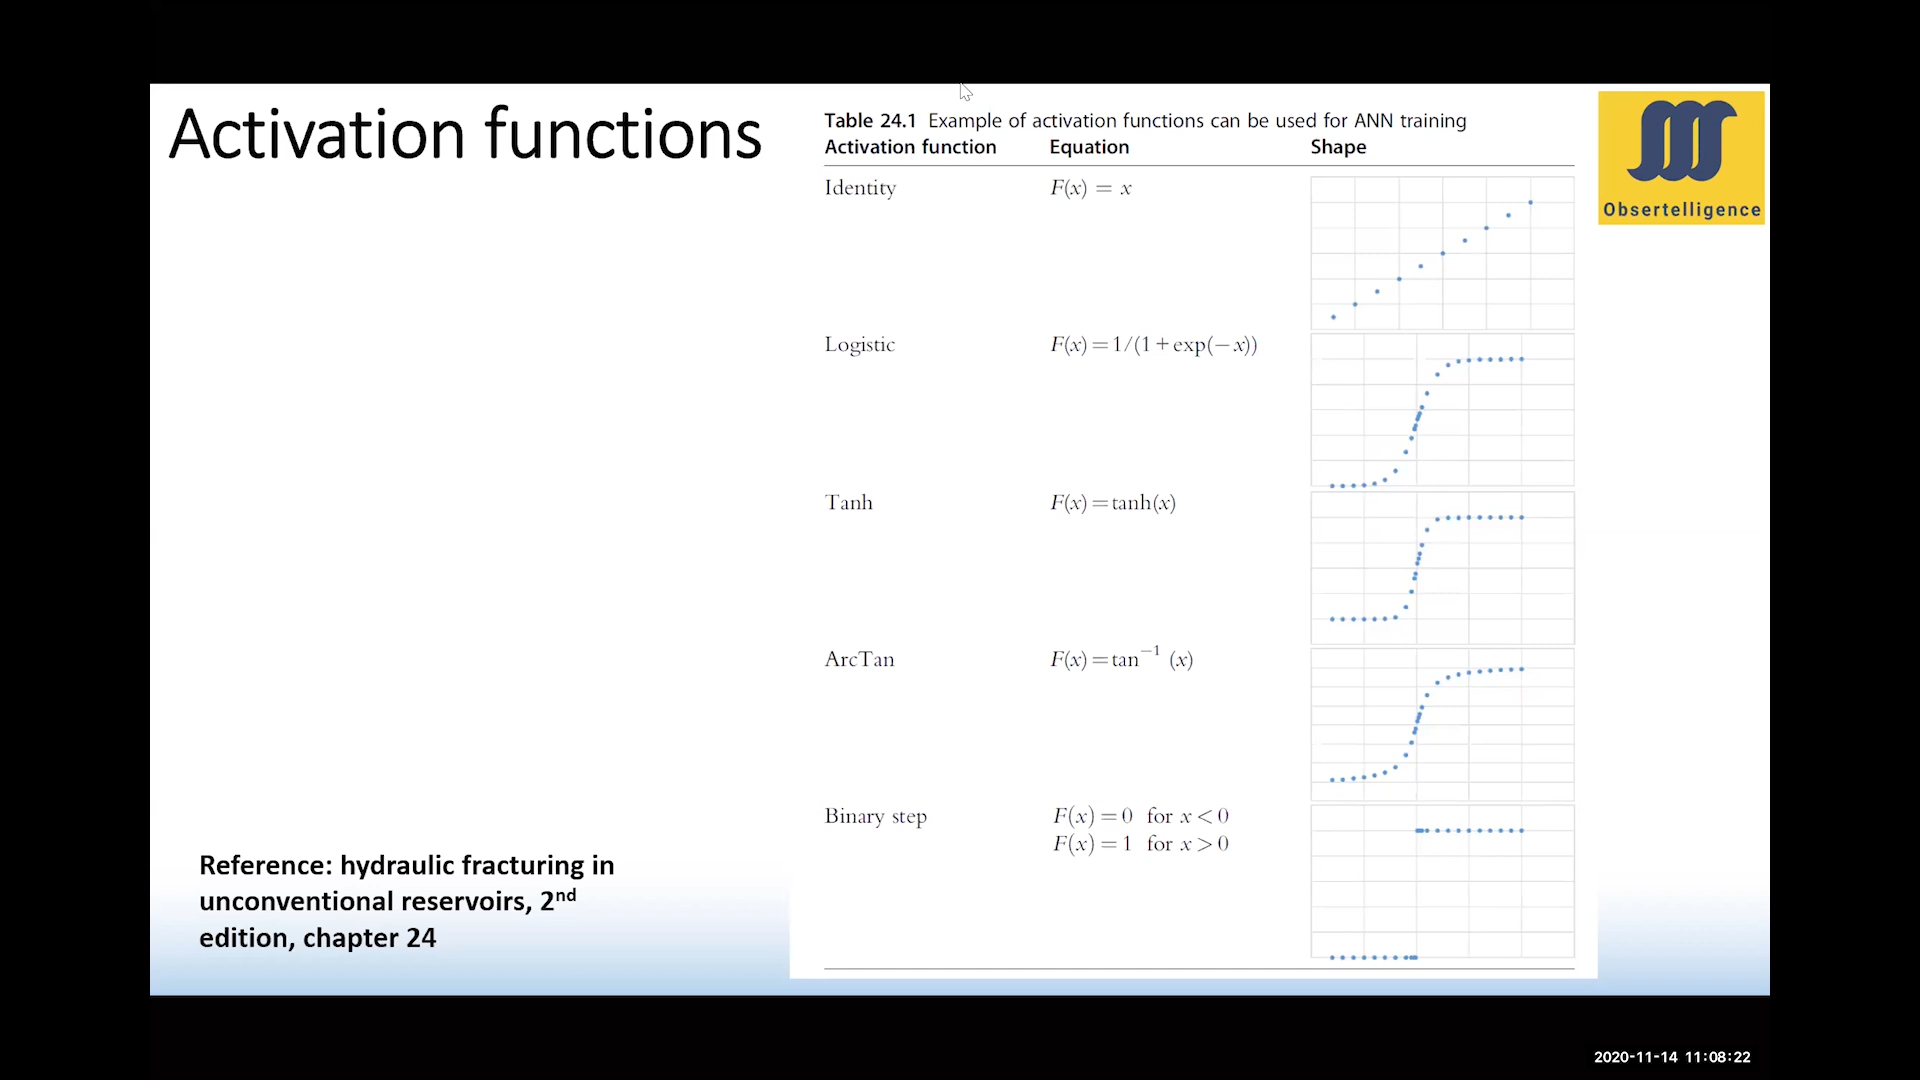 Activation functions
Table 24.1 Example of activation functions can be used for ANN training
Activation function Equation Shape
Identity F(x) = x
Logistic F(x)=1/(1+exp(−x))
Tanh F(x)=tanh(x)
ArcTan F(x)=tan⁻¹ (x)
Binary step F(x)=0 for x<0
F(x)=1 for x>0
Obsertelligence
Reference: hydraulic fracturing in
unconventional reservoirs, 2nd
edition, chapter 24
2020-11-14 11:08:22